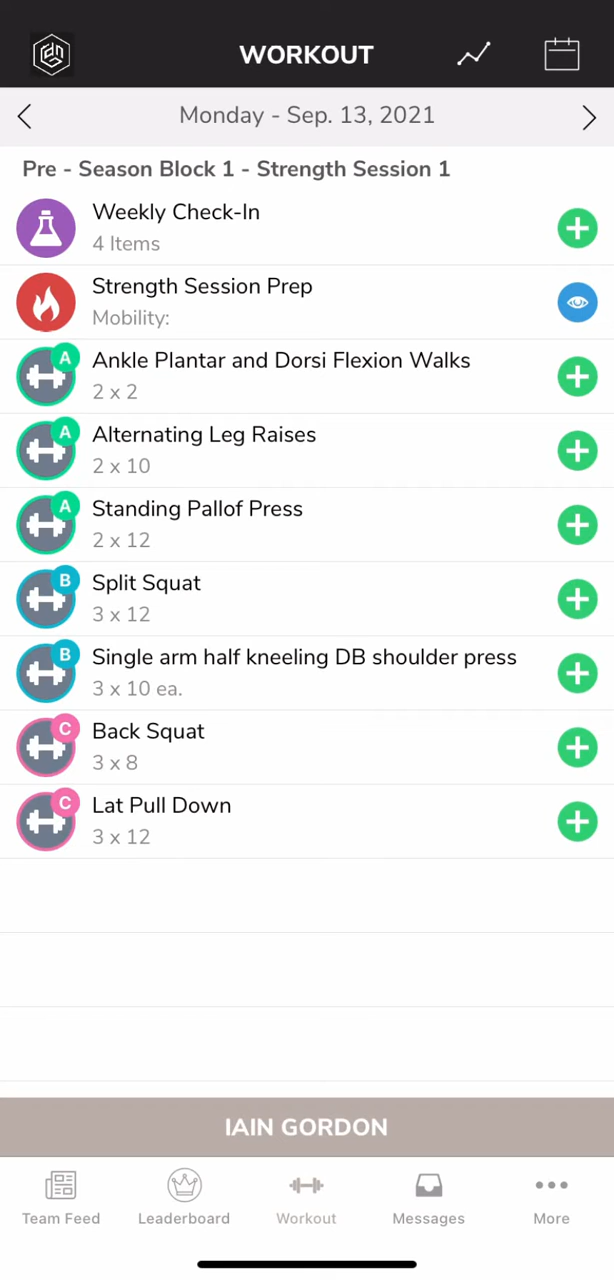 WORKOUT
Monday - Sep. 13, 2021
Pre - Season Block 1 - Strength Session 1
Weekly Check-In
4 Items
Strength Session Prep
Mobility:
A
Ankle Plantar and Dorsi Flexion Walks
2 x 2
A
Alternating Leg Raises
2 x 10
A
Standing Pallof Press
2 x 12
B
Split Squat
3 x 12
B
Single arm half kneeling DB shoulder press
3 x 10 ea.
C
Back Squat
3 x 8
C
Lat Pull Down
3 x 12
IAIN GORDON
Team Feed
Leaderboard
Workout
Messages
More